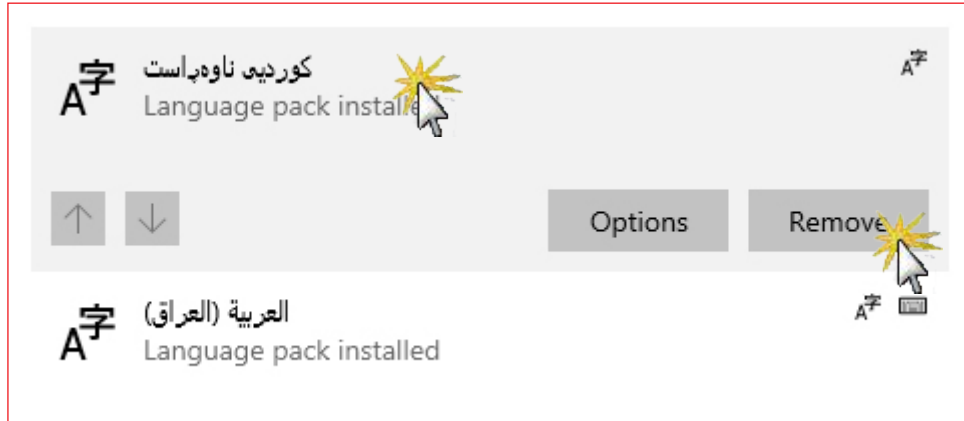 کوردیی ناوەڕاست
Language pack installed
Options
Remove
العربية (العراق)
Language pack installed